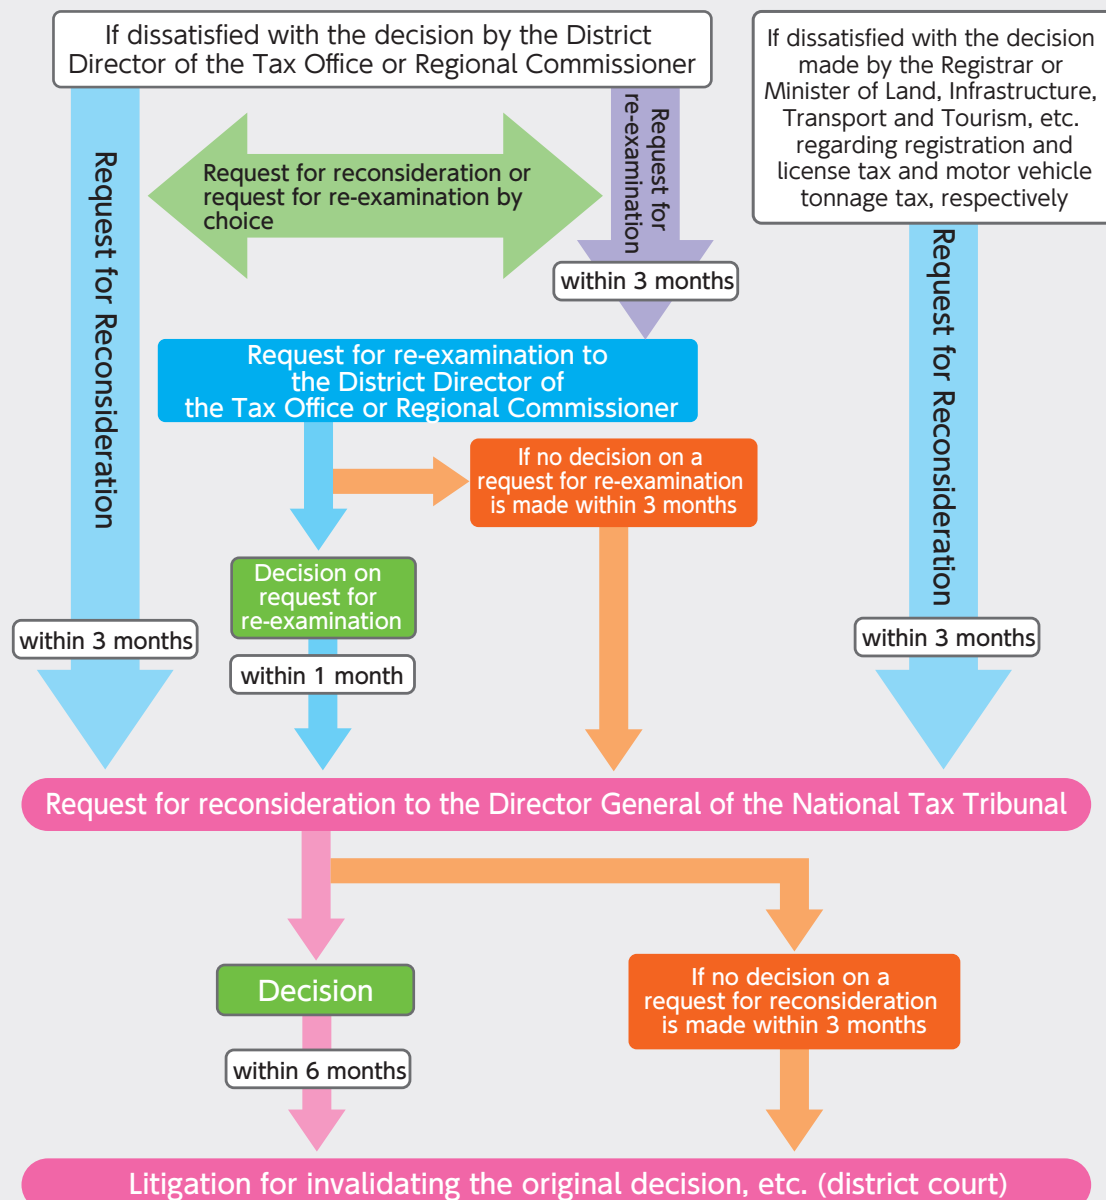 If dissatisfied with the decision by the District
Director of the Tax Office or Regional Commissioner
If dissatisfied with the decision
made by the Registrar or
Minister of Land, Infrastructure,
Transport and Tourism, etc.
regarding registration and
license tax and motor vehicle
tonnage tax, respectively
Request for Reconsideration
Request for reconsideration or
request for re-examination by
choice
Request for
re-examination
within 3 months
Request for re-examination to
the District Director of
the Tax Office or Regional Commissioner
If no decision on a
request for re-examination
is made within 3 months
Decision on
request for
re-examination
within 3 months
within 1 month
Request for Reconsideration
within 3 months
Request for reconsideration to the Director General of the National Tax Tribunal
Decision
within 6 months
If no decision on a
request for reconsideration
is made within 3 months
Litigation for invalidating the original decision, etc. (district court)